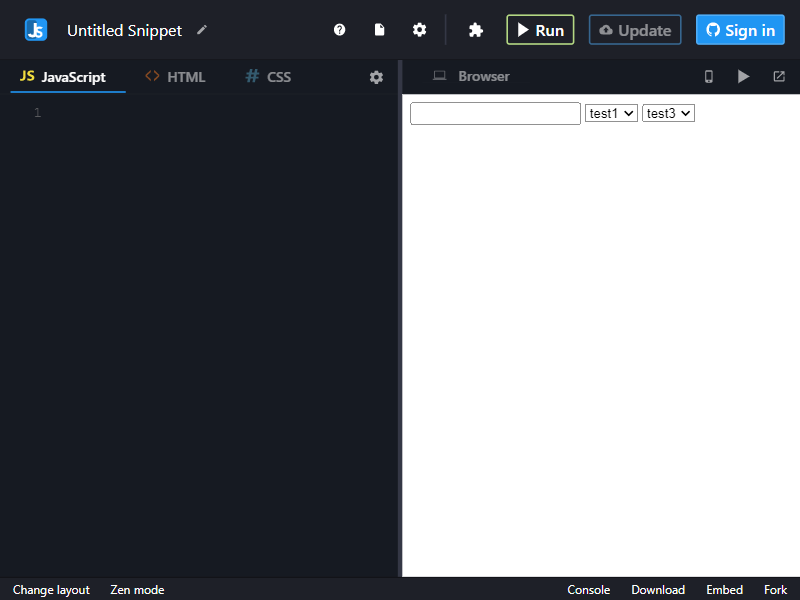 JS Untitled Snippet Run Update Sign in
JS JavaScript <> HTML # CSS Browser
1
test1 test3
Change layout Zen mode Console Download Embed Fork